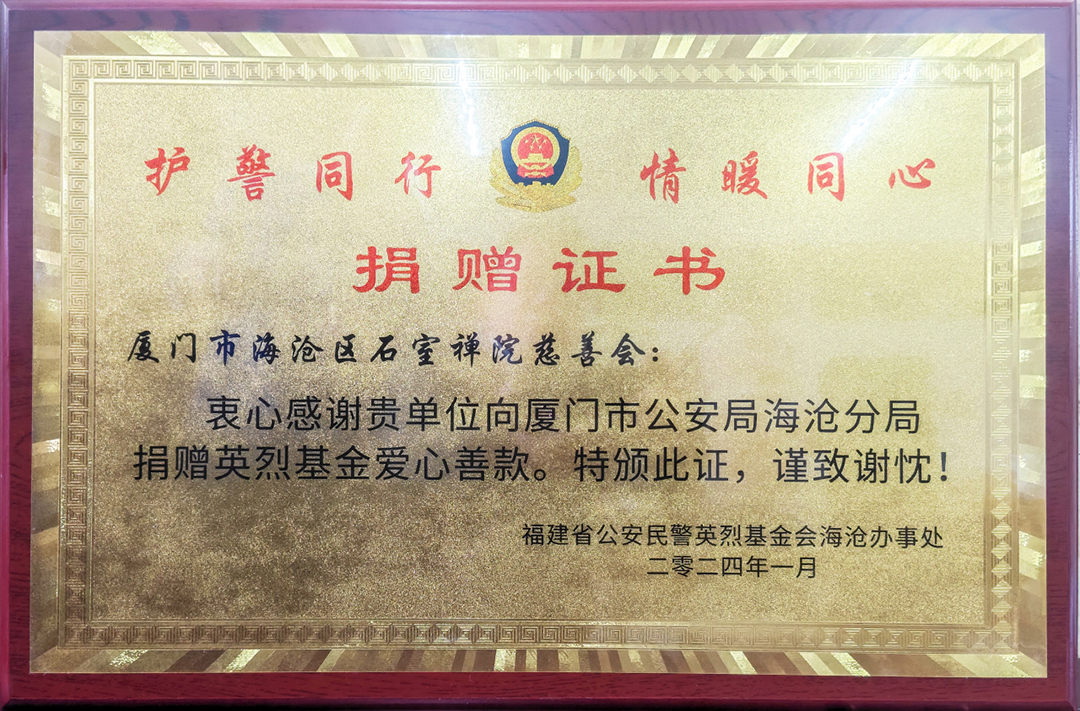 护警同行 情暖同心
捐赠证书
厦门市海沧区石室禅院慈善会：
衷心感谢贵单位向厦门市公安局海沧分局
捐赠英烈基金爱心善款。特颁此证，谨致谢忱！
福建省公安民警英烈基金会海沧办事处
二零二四年一月